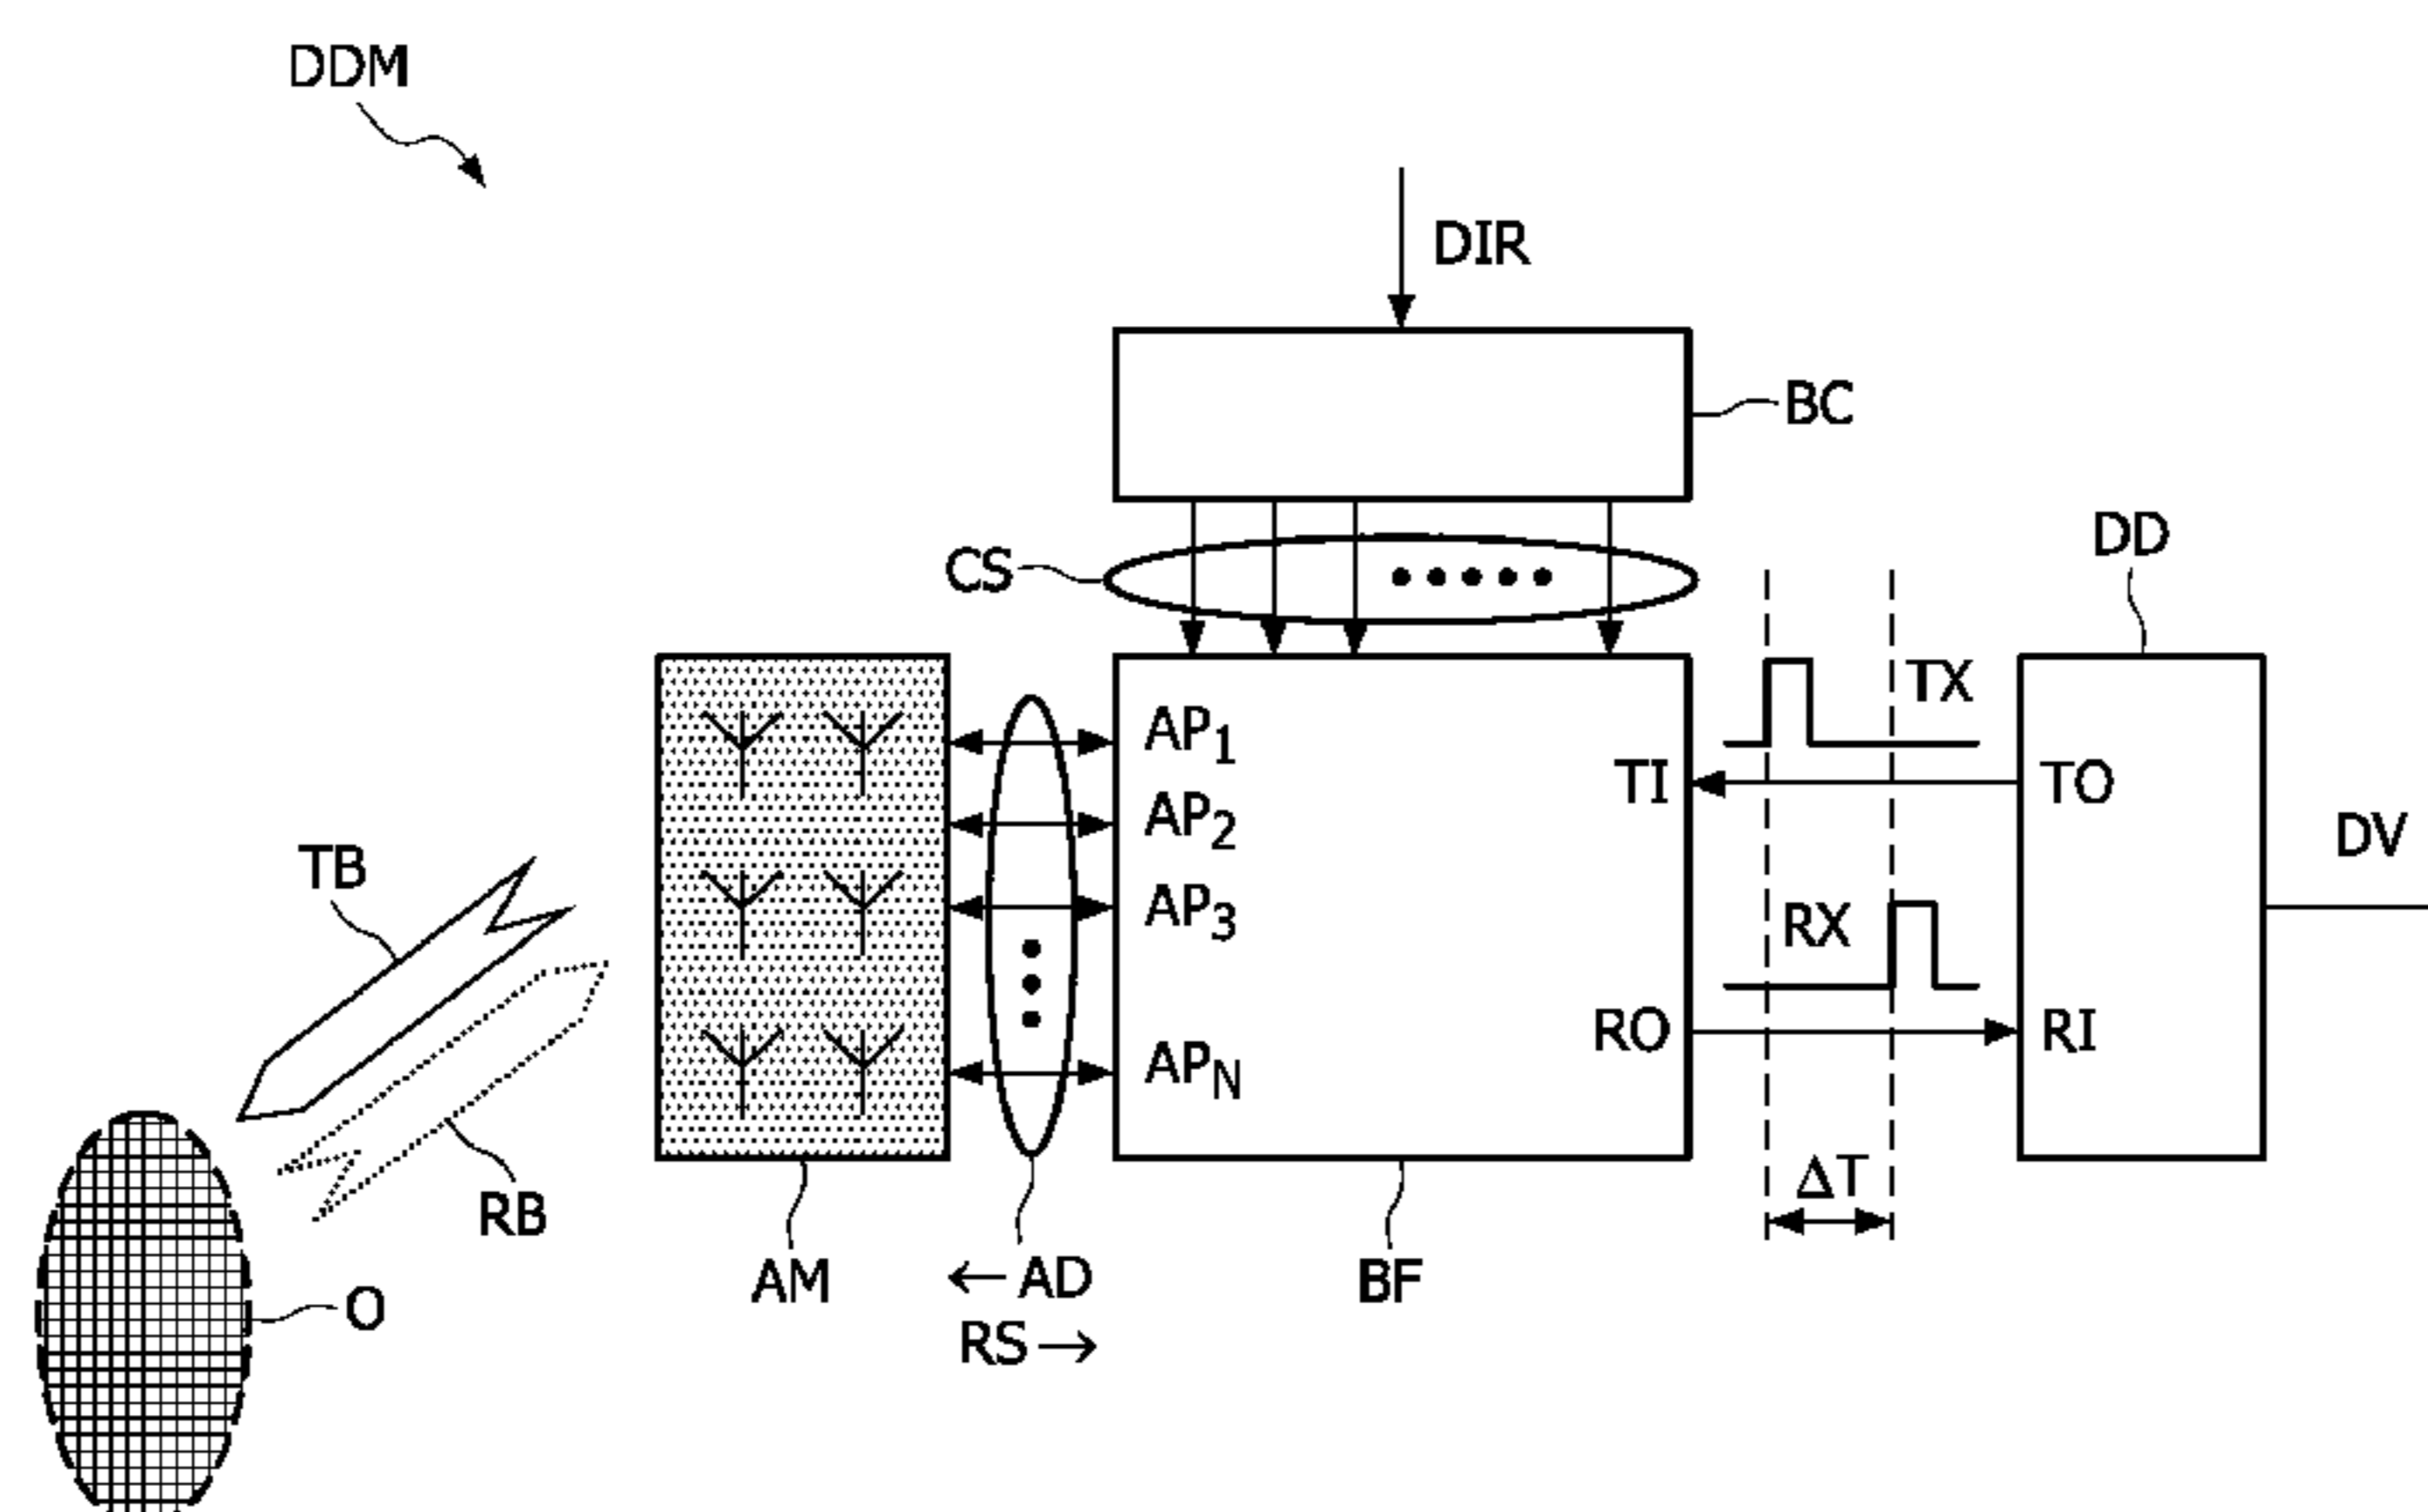 DDM
DIR
BC
CS
DD
AP1
TX
TI
TO
AP2
DV
TB
AP3
RX
RO
RI
APN
ΔT
RB
AM
←AD
BF
O
RS→